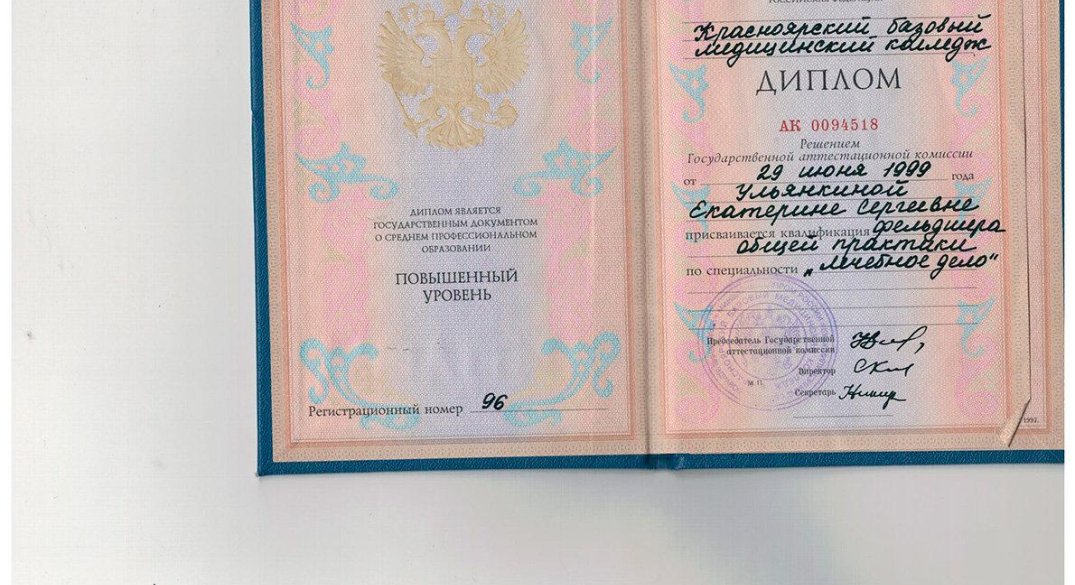 ДИПЛОМ ЯВЛЯЕТСЯ
ГОСУДАРСТВЕННЫМ ДОКУМЕНТОМ
О СРЕДНЕМ ПРОФЕССИОНАЛЬНОМ
ОБРАЗОВАНИИ
ПОВЫШЕННЫЙ
УРОВЕНЬ
Регистрационный номер 96
Красноярский базовый
медицинский колледж
ДИПЛОМ
АК 0094518
Решением
Государственной аттестационной комиссии
от 29 июня 1999 года
Ульянкиной
Екатерине Сергеевне
присваивается квалификация фельдшера
общей практики
по специальности „лечебное дело"
Председатель Государственной
аттестационной комиссии
Директор
М. П.
Секретарь